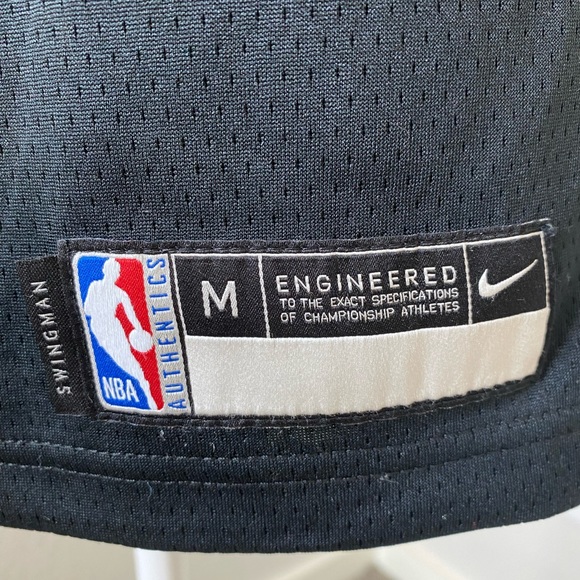 SWINGMAN
NBA
AUTHENTICS
M
ENGINEERED
TO THE EXACT SPECIFICATIONS
OF CHAMPIONSHIP ATHLETES